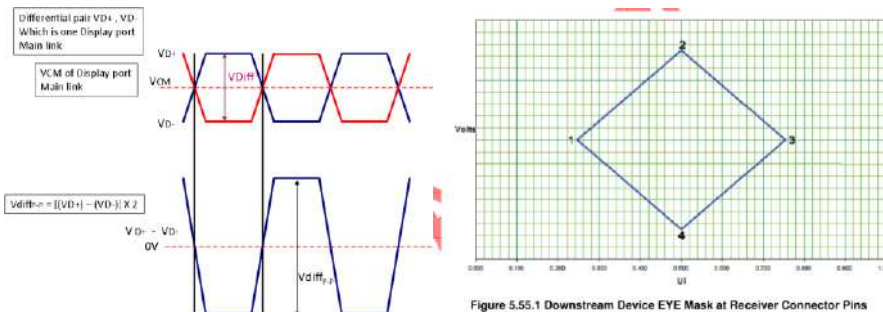 Differential pair VD+ , VD-
Which is one Display port
Main link
VCM of Display port
Main link
VD+
VCM
VD-
VDiff
VdiffP-P = |(VD+) – (VD-)| X 2
VD+ – VD-
0V
VdiffP-P
Volts
1
2
3
4
0.000
0.100
0.200
0.300
0.400
0.500
0.600
0.800
0.900
UI
Figure 5.55.1 Downstream Device EYE Mask at Receiver Connector Pins